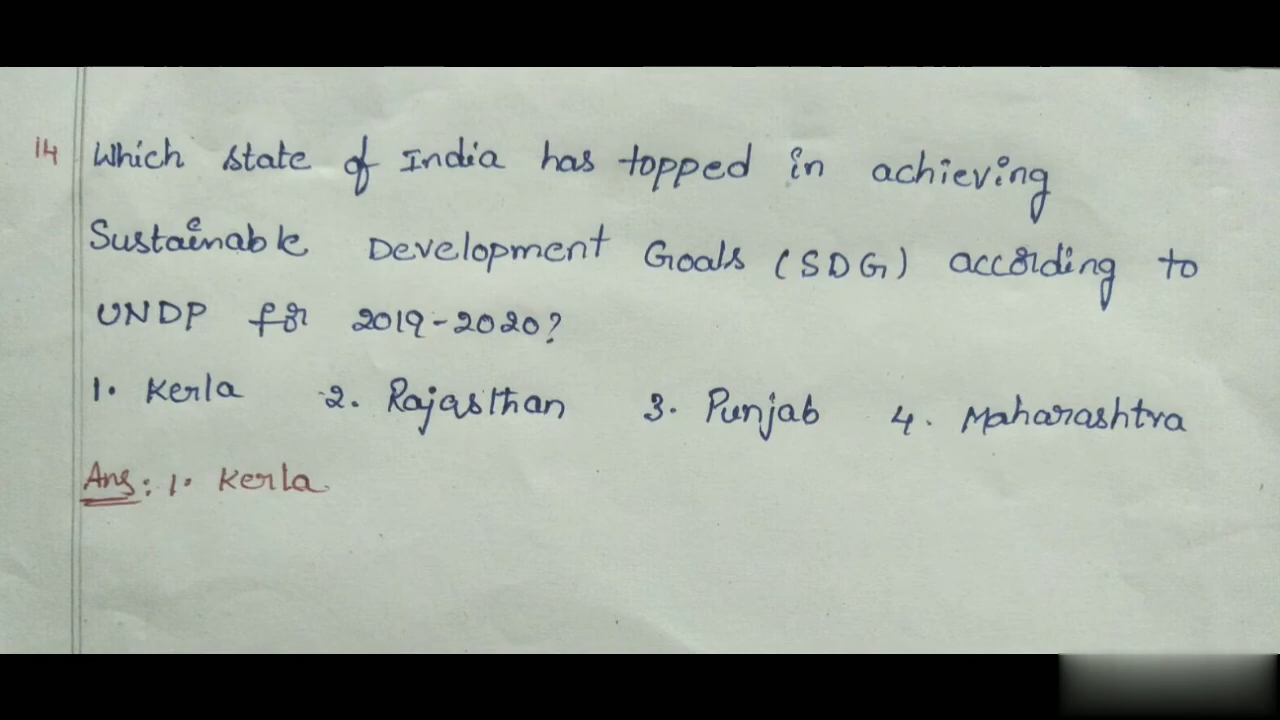 14 Which state of India has topped in achieving
Sustainable Development Goals (SDG) according to
UNDP for 2019-2020?
1. Kerla 2. Rajasthan 3. Punjab 4. Maharashtra
Ans: 1. Kerla